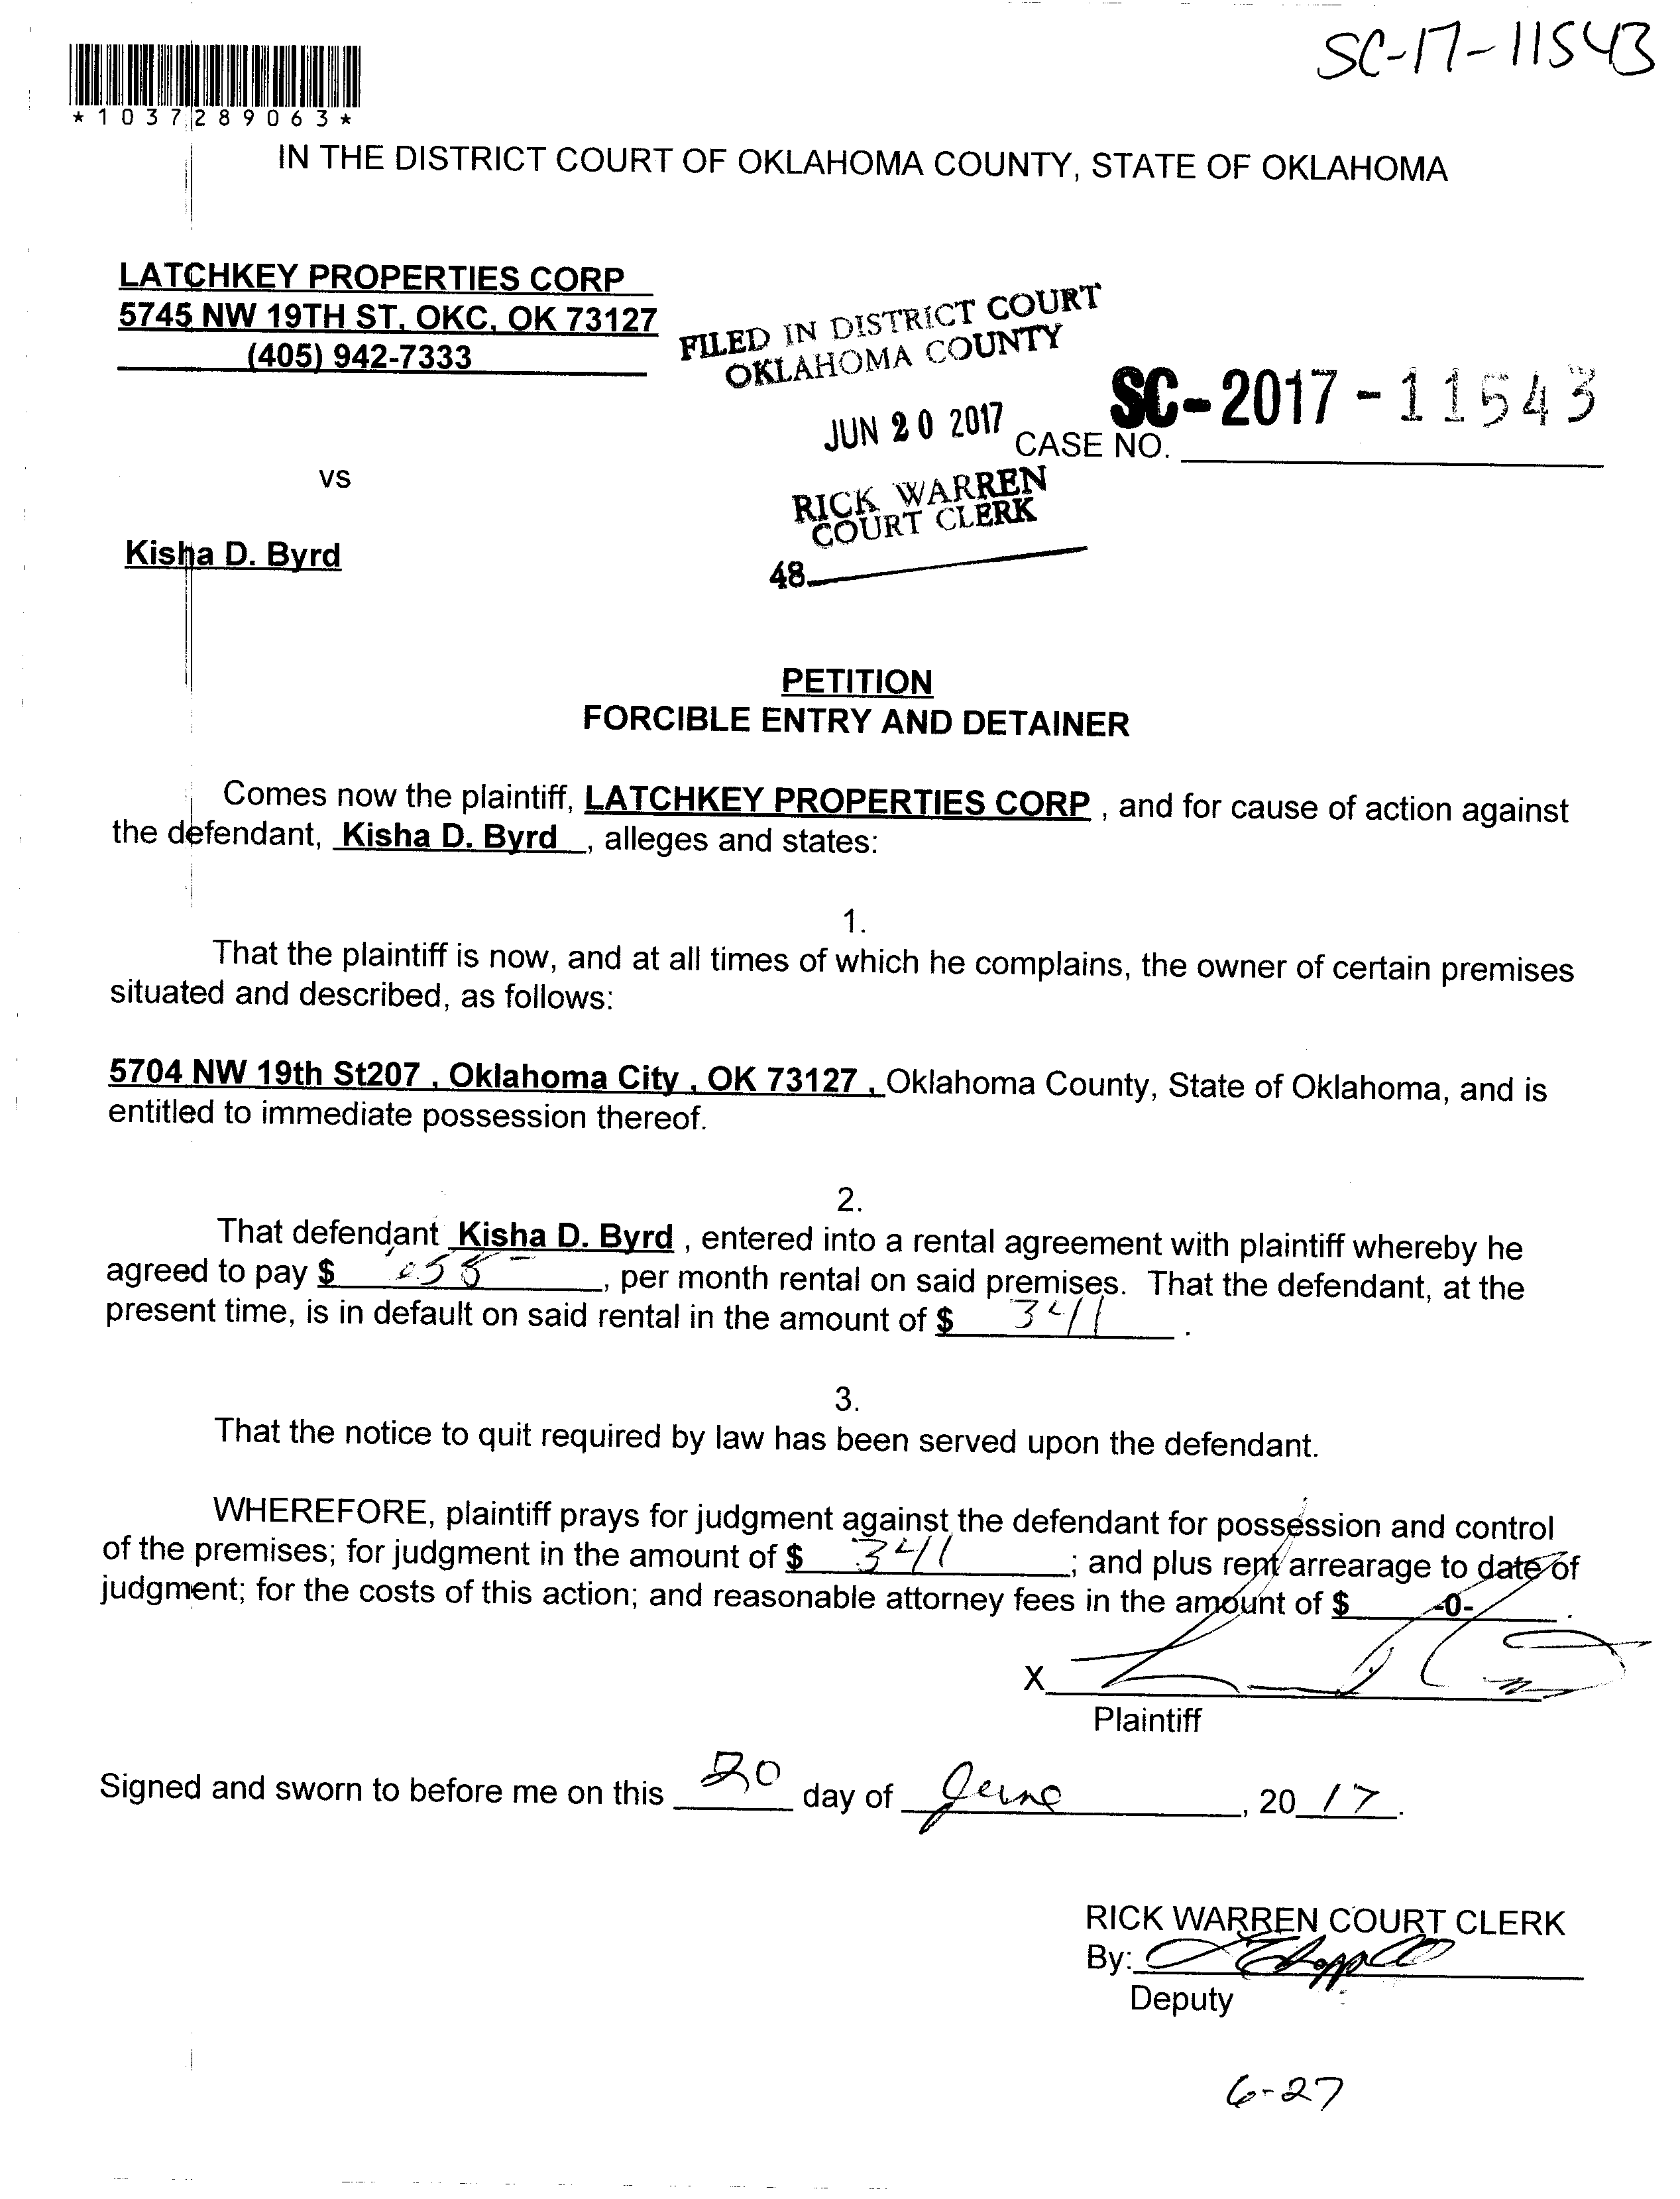 SC-17-11543
*1037289063*
IN THE DISTRICT COURT OF OKLAHOMA COUNTY, STATE OF OKLAHOMA
LATCHKEY PROPERTIES CORP
5745 NW 19TH ST, OKC, OK 73127
(405) 942-7333
FILED IN DISTRICT COURT
OKLAHOMA COUNTY
JUN 20 2017
SC-2017-11543
CASE NO.
vs
RICK WARREN
COURT CLERK
Kisha D. Byrd
48
PETITION
FORCIBLE ENTRY AND DETAINER
Comes now the plaintiff, LATCHKEY PROPERTIES CORP , and for cause of action against
the defendant, Kisha D. Byrd , alleges and states:
1.
That the plaintiff is now, and at all times of which he complains, the owner of certain premises
situated and described, as follows:
5704 NW 19th St207 , Oklahoma City , OK 73127 , Oklahoma County, State of Oklahoma, and is
entitled to immediate possession thereof.
2.
That defendant Kisha D. Byrd , entered into a rental agreement with plaintiff whereby he
agreed to pay $ , per month rental on said premises. That the defendant, at the
present time, is in default on said rental in the amount of $ 341 .
3.
That the notice to quit required by law has been served upon the defendant.
WHEREFORE, plaintiff prays for judgment against the defendant for possession and control
of the premises; for judgment in the amount of $ 341 ; and plus rent arrearage to date of
judgment; for the costs of this action; and reasonable attorney fees in the amount of $ -0- .
X
Plaintiff
Signed and sworn to before me on this 20 day of June , 20 17.
RICK WARREN COURT CLERK
By:
Deputy
6-27